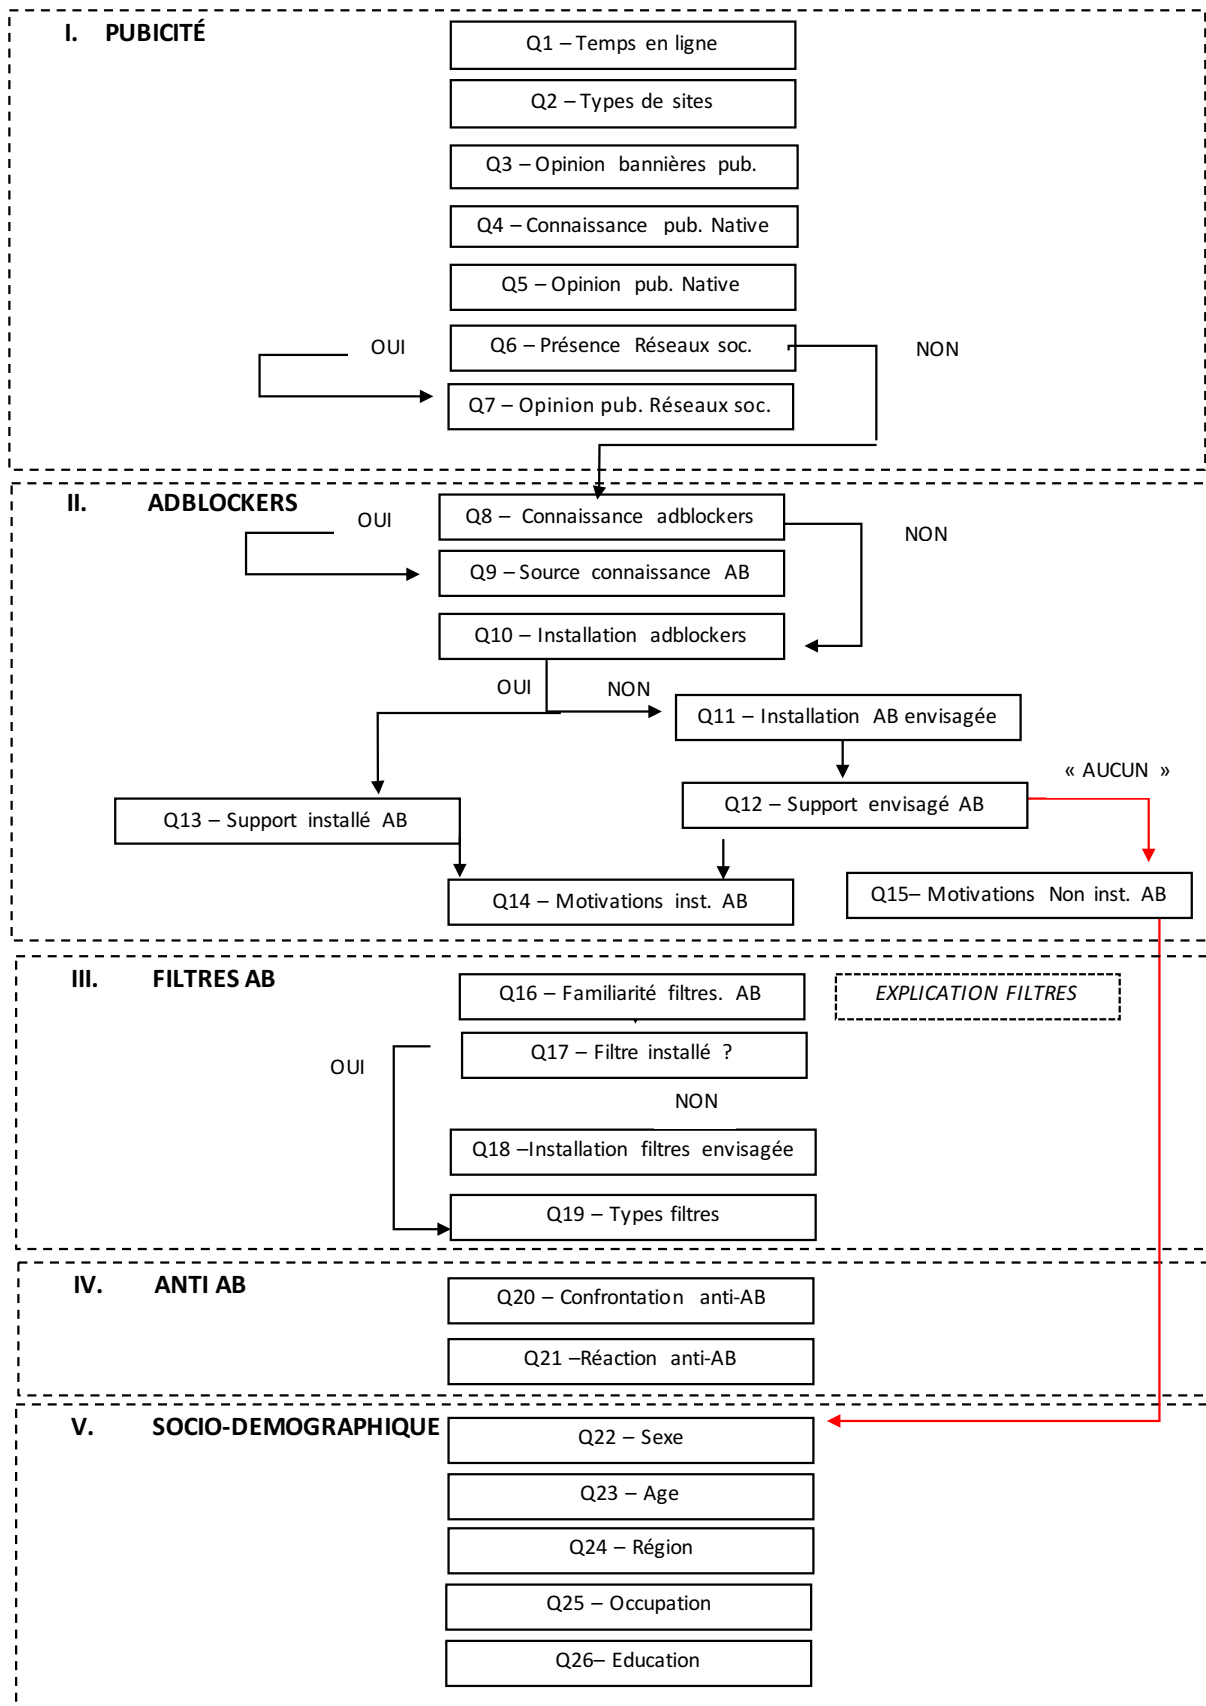 I. PUBICITÉ
Q1 – Temps en ligne
Q2 – Types de sites
Q3 – Opinion bannières pub.
Q4 – Connaissance pub. Native
Q5 – Opinion pub. Native
OUI
Q6 – Présence Réseaux soc.
NON
Q7 – Opinion pub. Réseaux soc.
II. ADBLOCKERS
OUI
Q8 – Connaissance adblockers
NON
Q9 – Source connaissance AB
Q10 – Installation adblockers
OUI
NON
Q11 – Installation AB envisagée
« AUCUN »
Q12 – Support envisagé AB
Q13 – Support installé AB
Q14 – Motivations inst. AB
Q15– Motivations Non inst. AB
III. FILTRES AB
Q16 – Familiarité filtres. AB
EXPLICATION FILTRES
Q17 – Filtre installé ?
OUI
NON
Q18 –Installation filtres envisagée
Q19 – Types filtres
IV. ANTI AB
Q20 – Confrontation anti-AB
Q21 –Réaction anti-AB
V. SOCIO-DEMOGRAPHIQUE
Q22 – Sexe
Q23 – Age
Q24 – Région
Q25 – Occupation
Q26– Education